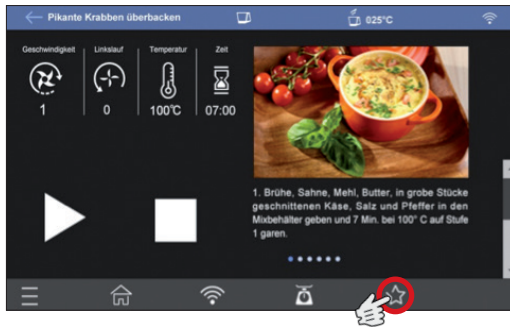 Pikante Krabben überbacken
025°C
Geschwindigkeit
Linkslauf
Temperatur
Zeit
1
0
100°C
07:00
1. Brühe, Sahne, Mehl, Butter, in grobe Stücke
geschnittenen Käse, Salz und Pfeffer in den
Mixbehälter geben und 7 Min. bei 100° C auf Stufe
1 garen.